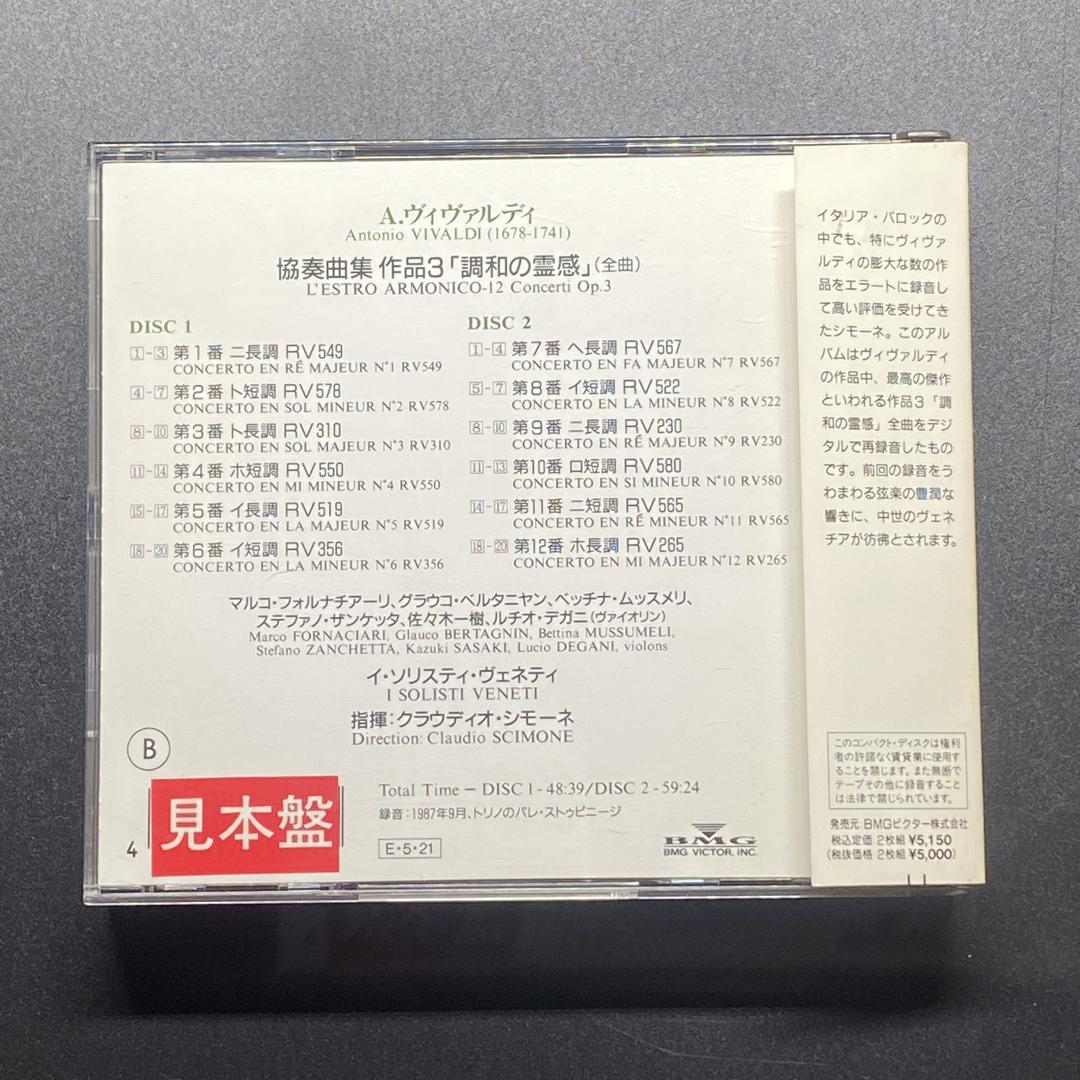 A.ヴィヴァルディ
Antonio VIVALDI (1678-1741)
協奏曲集 作品3「調和の霊感」(全曲)
L'ESTRO ARMONICO-12 Concerti Op.3
DISC 1
1-3 第1番 ニ長調 RV549
CONCERTO EN RÉ MAJEUR N°1 RV549
4-7 第2番 ト短調 RV578
CONCERTO EN SOL MINEUR N°2 RV578
8-10 第3番 ト長調 RV310
CONCERTO EN SOL MAJEUR N°3 RV310
11-14 第4番 ホ短調 RV550
CONCERTO EN MI MINEUR N°4 RV550
15-17 第5番 イ長調 RV519
CONCERTO EN LA MAJEUR N°5 RV519
18-20 第6番 イ短調 RV356
CONCERTO EN LA MINEUR N°6 RV356
DISC 2
1-4 第7番 ヘ長調 RV567
CONCERTO EN FA MAJEUR N°7 RV567
5-7 第8番 イ短調 RV522
CONCERTO EN LA MINEUR N°8 RV522
8-10 第9番 ニ長調 RV230
CONCERTO EN RÉ MAJEUR N°9 RV230
11-13 第10番 ロ短調 RV580
CONCERTO EN SI MINEUR N°10 RV580
14-17 第11番 ニ短調 RV565
CONCERTO EN RÉ MINEUR N°11 RV565
18-20 第12番 ホ長調 RV265
CONCERTO EN MI MAJEUR N°12 RV265
マルコ・フォルナチアーリ、グラウコ・ベルタニヤン、ベッチナ・ムッスメリ、
ステファノ・ザンケッタ、佐々木一樹、ルチオ・デガニ(ヴァイオリン)
Marco FORNACIARI, Glauco BERTAGNIN, Bettina MUSSUMELI,
Stefano ZANCHETTA, Kazuki SASAKI, Lucio DEGANI, violons
イ・ソリスティ・ヴェネティ
I SOLISTI VENETI
指揮:クラウディオ・シモーネ
Direction: Claudio SCIMONE
B
4
見本盤
Total Time — DISC 1 - 48:39/DISC 2 - 59:24
録音:1987年9月、トリノのパレ・ストゥピニージ
E・5・21
BMG
BMG VICTOR, INC.
イタリア・バロックの
中でも、特にヴィヴァ
ルディの膨大な数の作
品をエラートに録音し
て高い評価を受けてき
たシモーネ。このアル
バムはヴィヴァルディ
の作品中、最高の傑作
といわれる作品3「調
和の霊感」全曲をデジ
タルで再録音したもの
です。前回の録音をう
わまわる弦楽の豊潤な
響きに、中世のヴェネ
チアが彷彿とされます。
このコンパクト・ディスクは権利
者の許諾なく賃貸業に使用す
ることを禁じます。また無断で
テープその他に録音すること
は法律で禁じられています。
発売元:BMGビクター株式会社
税込定価 2枚組 ¥5,150
(税抜価格 2枚組 ¥5,000)